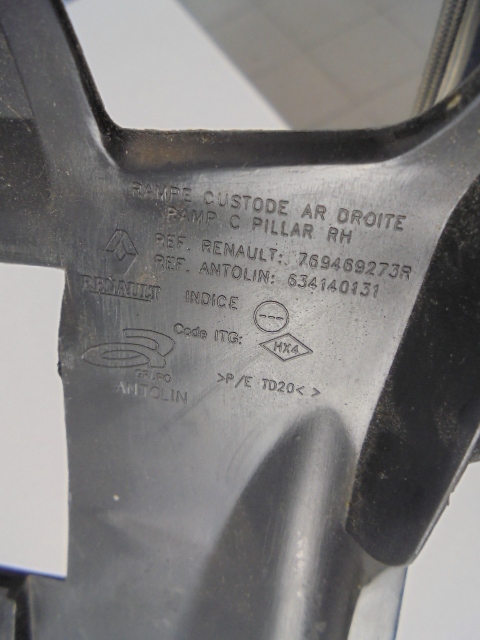 RAMPE CUSTODE AR DROITE
RAMP C PILLAR RH
REF. RENAULT: 769469273R
REF. ANTOLIN: 634140131
RENAULT
INDICE ---
Code ITG: HX4
GRUPO
ANTOLIN
>P/E TD20<>